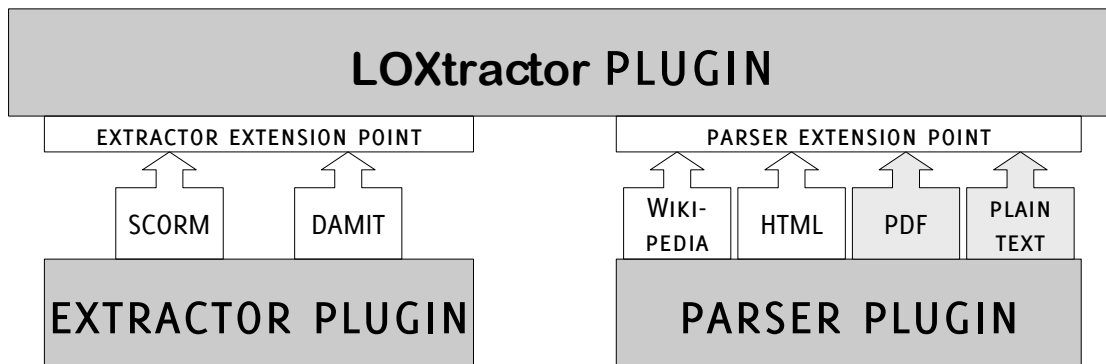 LOXtractor PLUGIN
EXTRACTOR EXTENSION POINT
PARSER EXTENSION POINT
SCORM
DAMIT
WIKI-
PEDIA
HTML
PDF
PLAIN
TEXT
EXTRACTOR PLUGIN
PARSER PLUGIN